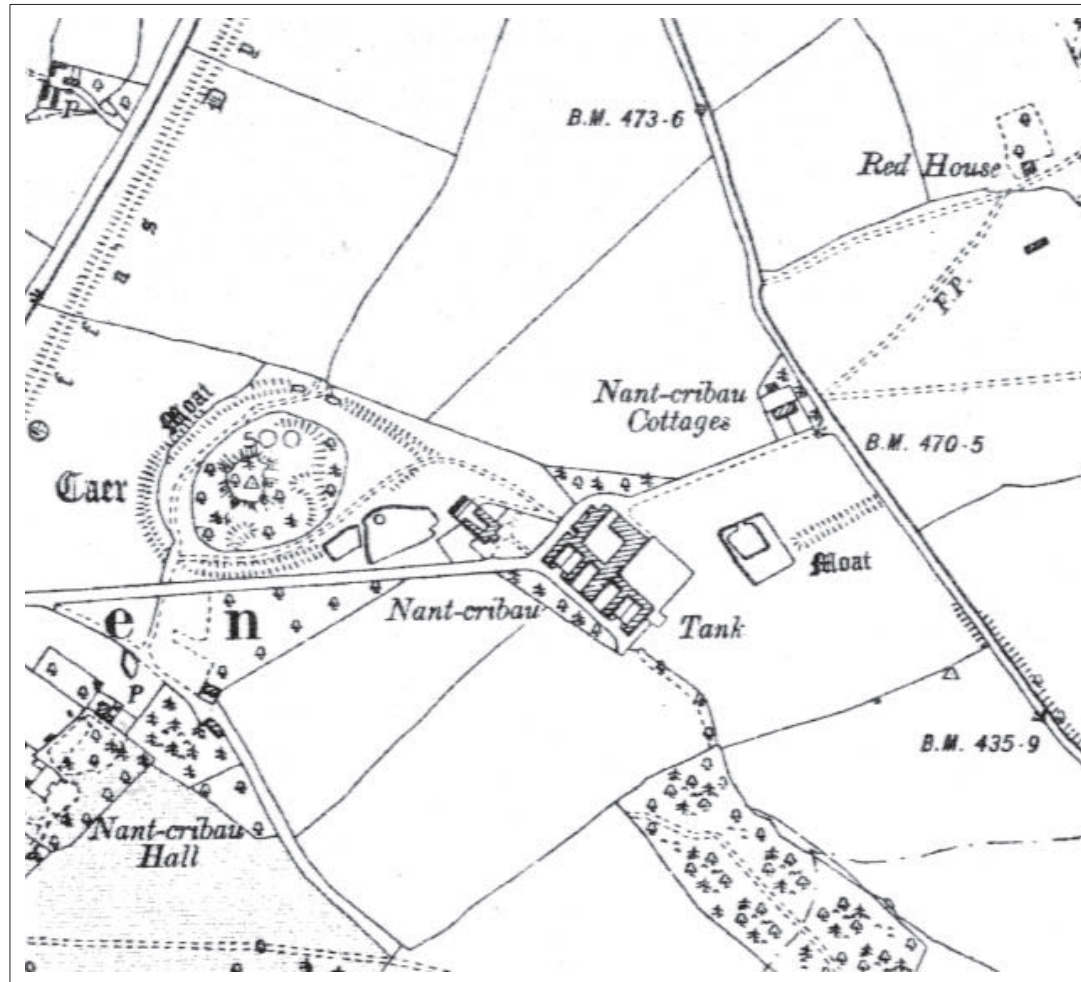 P
B.M. 473·6
Red House
F.P.
Moat
Nant-cribau
Cottages
B.M. 470·5
Caer
Nant-cribau
Moat
Tank
e n
P
B.M. 435·9
Nant-cribau
Hall